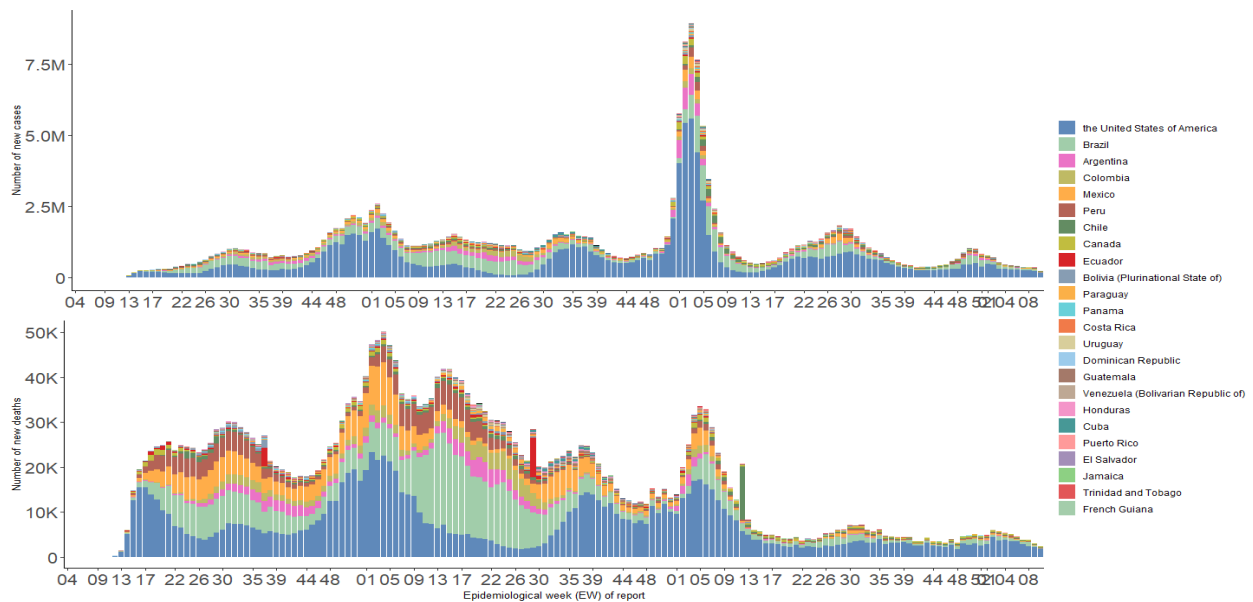 7.5M
5.0M
2.5M
0
Number of new cases
04 09 13 17 22 26 30 35 39 44 48 01 05 09 13 17 22 26 30 35 39 44 48 01 05 09 13 17 22 26 30 35 39 44 48 04 08
50K
40K
30K
20K
10K
0
Number of new deaths
04 09 13 17 22 26 30 35 39 44 48 01 05 09 13 17 22 26 30 35 39 44 48 01 05 09 13 17 22 26 30 35 39 44 48 04 08
Epidemiological week (EW) of report
the United States of America
Brazil
Argentina
Colombia
Mexico
Peru
Chile
Canada
Ecuador
Bolivia (Plurinational State of)
Paraguay
Panama
Costa Rica
Uruguay
Dominican Republic
Guatemala
Venezuela (Bolivarian Republic of)
Honduras
Cuba
Puerto Rico
El Salvador
Jamaica
Trinidad and Tobago
French Guiana